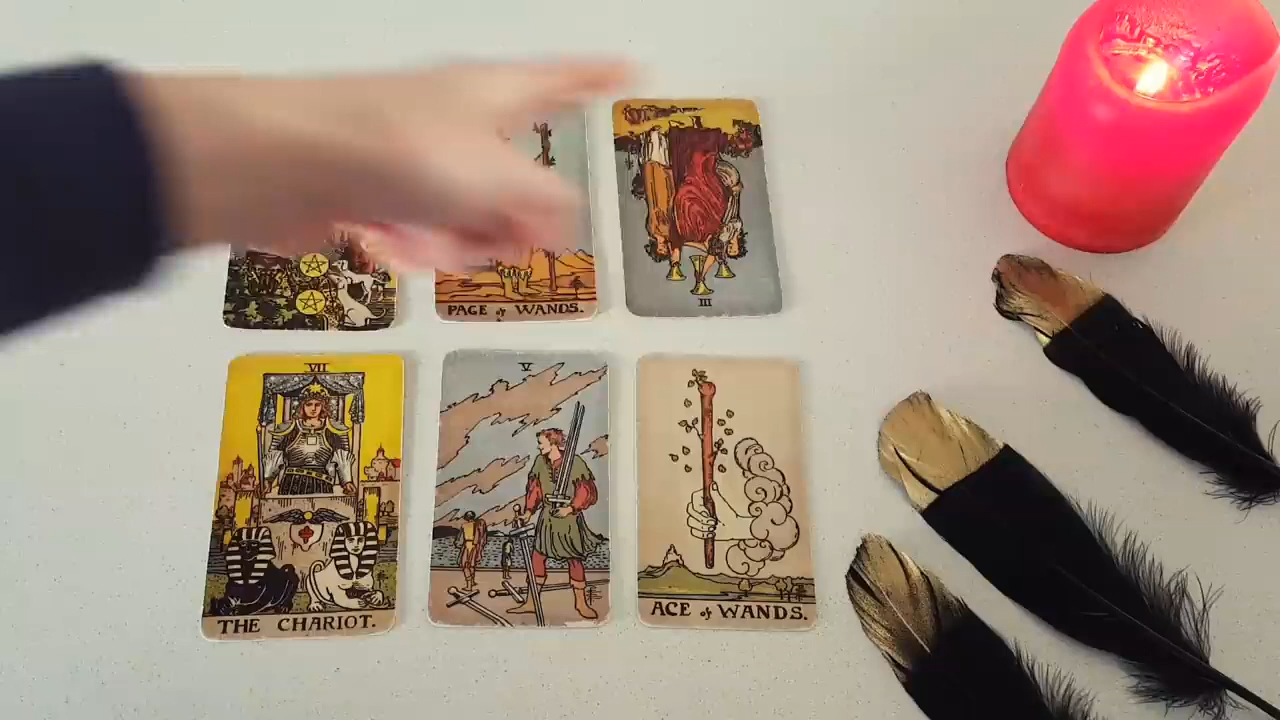 PAGE of WANDS.
III
VII
THE CHARIOT.
V
ACE of WANDS.